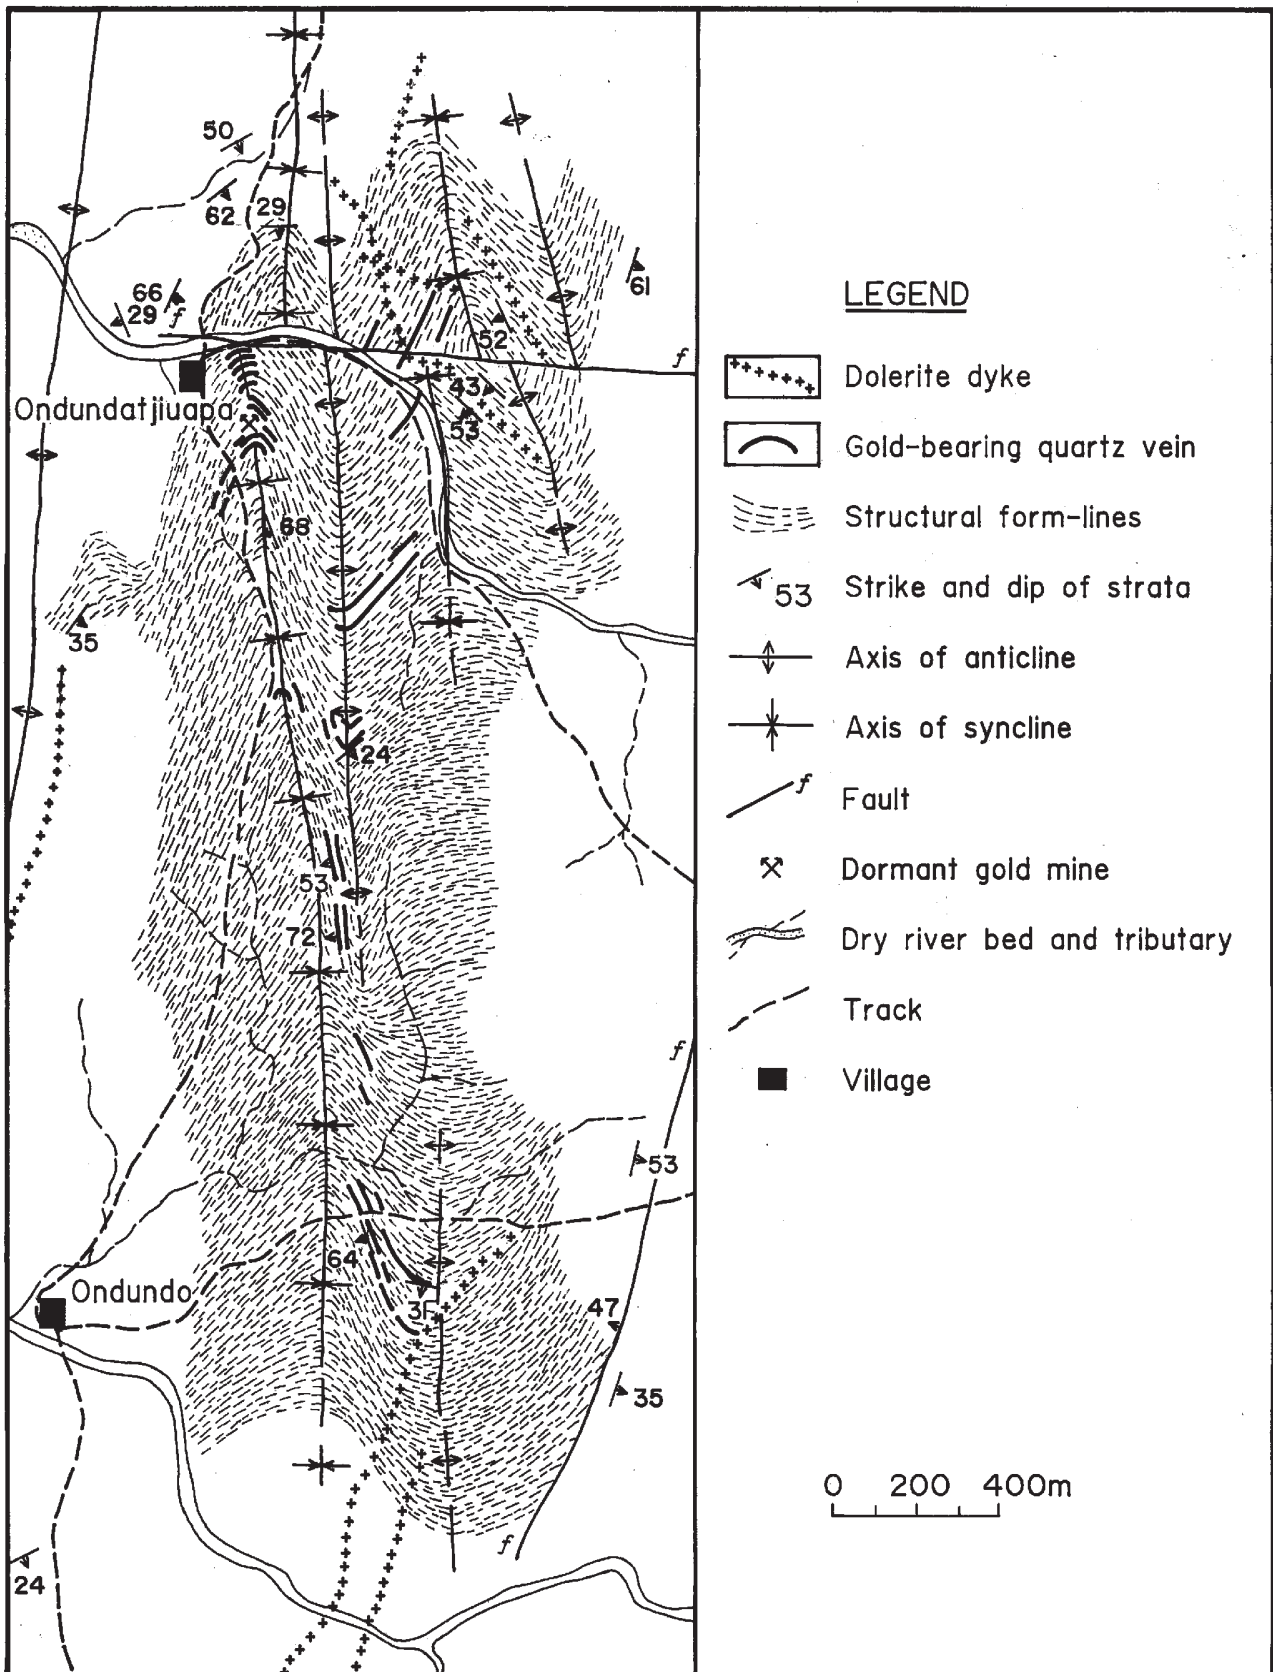 50
62
29
61
66
29
f
52
f
43
53
Ondundatjiuapa
68
35
24
53
72
f
53
64
Ondundo
3
47
35
f
24
LEGEND
Dolerite dyke
Gold-bearing quartz vein
Structural form-lines
53 Strike and dip of strata
Axis of anticline
Axis of syncline
f Fault
Dormant gold mine
Dry river bed and tributary
Track
Village
0 200 400m